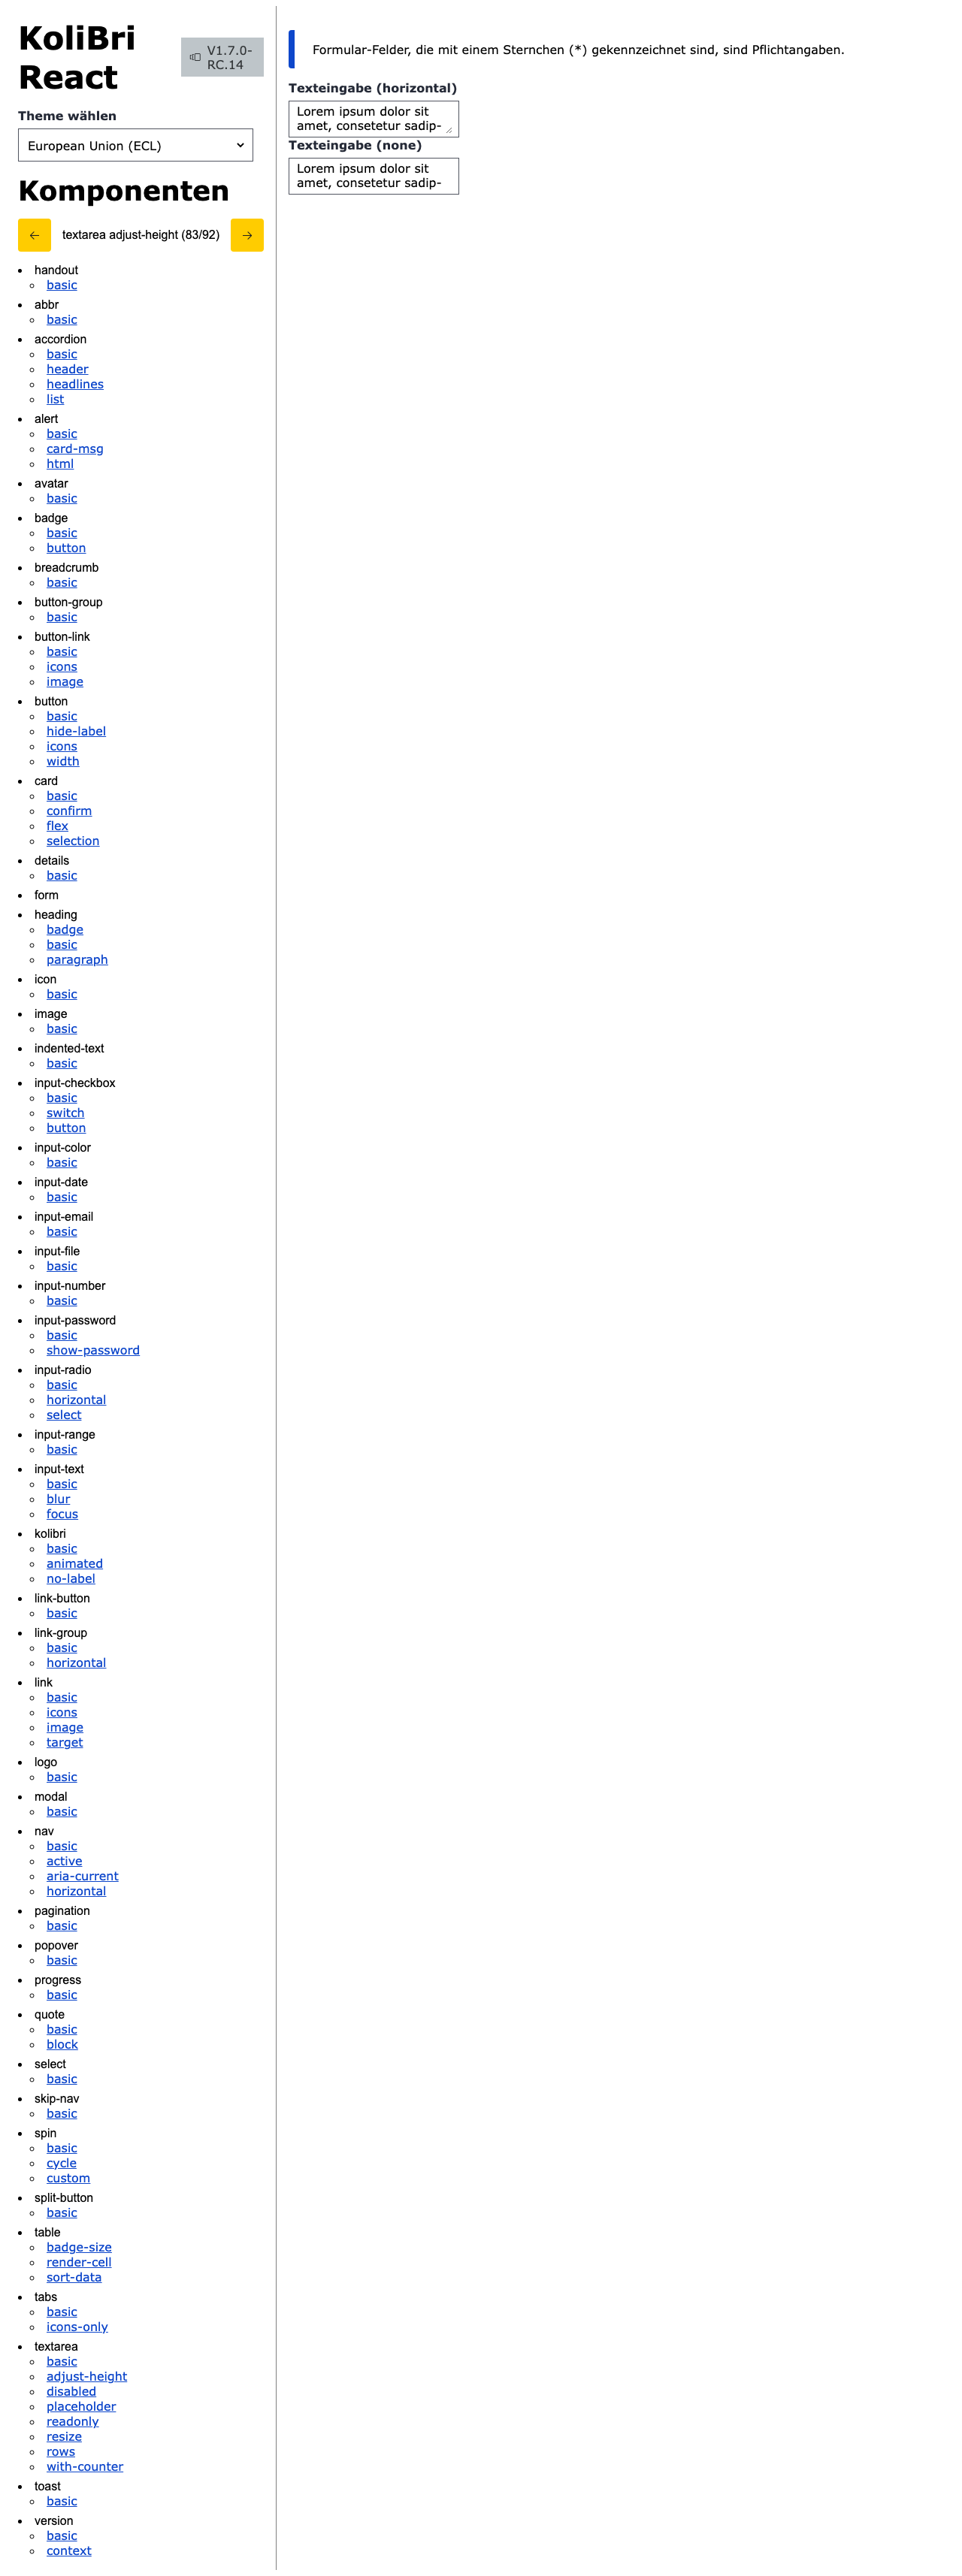 KoliBri
React
V1.7.0-
RC.14
Theme wählen
European Union (ECL)
Komponenten
textarea adjust-height (83/92)
handout
basic
abbr
basic
accordion
basic
header
headlines
list
alert
basic
card-msg
html
avatar
basic
badge
basic
button
breadcrumb
basic
button-group
basic
button-link
basic
icons
image
button
basic
hide-label
icons
width
card
basic
confirm
flex
selection
details
basic
form
heading
badge
basic
paragraph
icon
basic
image
basic
indented-text
basic
input-checkbox
basic
switch
button
input-color
basic
input-date
basic
input-email
basic
input-file
basic
input-number
basic
input-password
basic
show-password
input-radio
basic
horizontal
select
input-range
basic
input-text
basic
blur
focus
kolibri
basic
animated
no-label
link-button
basic
link-group
basic
horizontal
link
basic
icons
image
target
logo
basic
modal
basic
nav
basic
active
aria-current
horizontal
pagination
basic
popover
basic
progress
basic
quote
basic
block
select
basic
skip-nav
basic
spin
basic
cycle
custom
split-button
basic
table
badge-size
render-cell
sort-data
tabs
basic
icons-only
textarea
basic
adjust-height
disabled
placeholder
readonly
resize
rows
with-counter
toast
basic
version
basic
context
Formular-Felder, die mit einem Sternchen (*) gekennzeichnet sind, sind Pflichtangaben.
Texteingabe (horizontal)
Lorem ipsum dolor sit
amet, consetetur sadip-
Texteingabe (none)
Lorem ipsum dolor sit
amet, consetetur sadip-